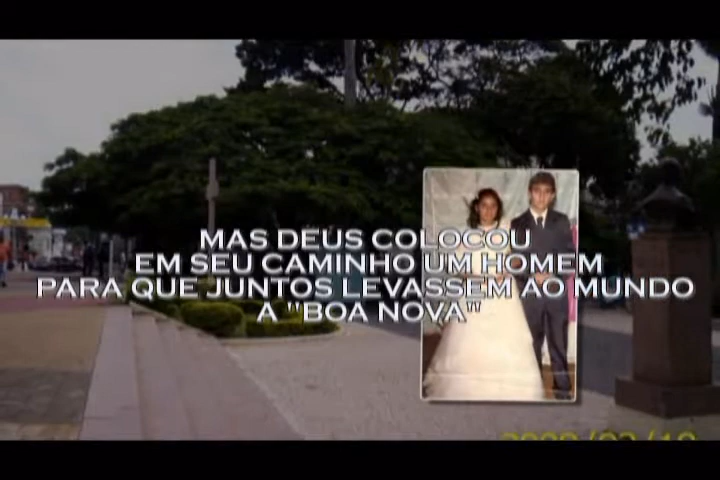 MAS DEUS COLOCOU
EM SEU CAMINHO UM HOMEM
PARA QUE JUNTOS LEVASSEM AO MUNDO
A "BOA NOVA"